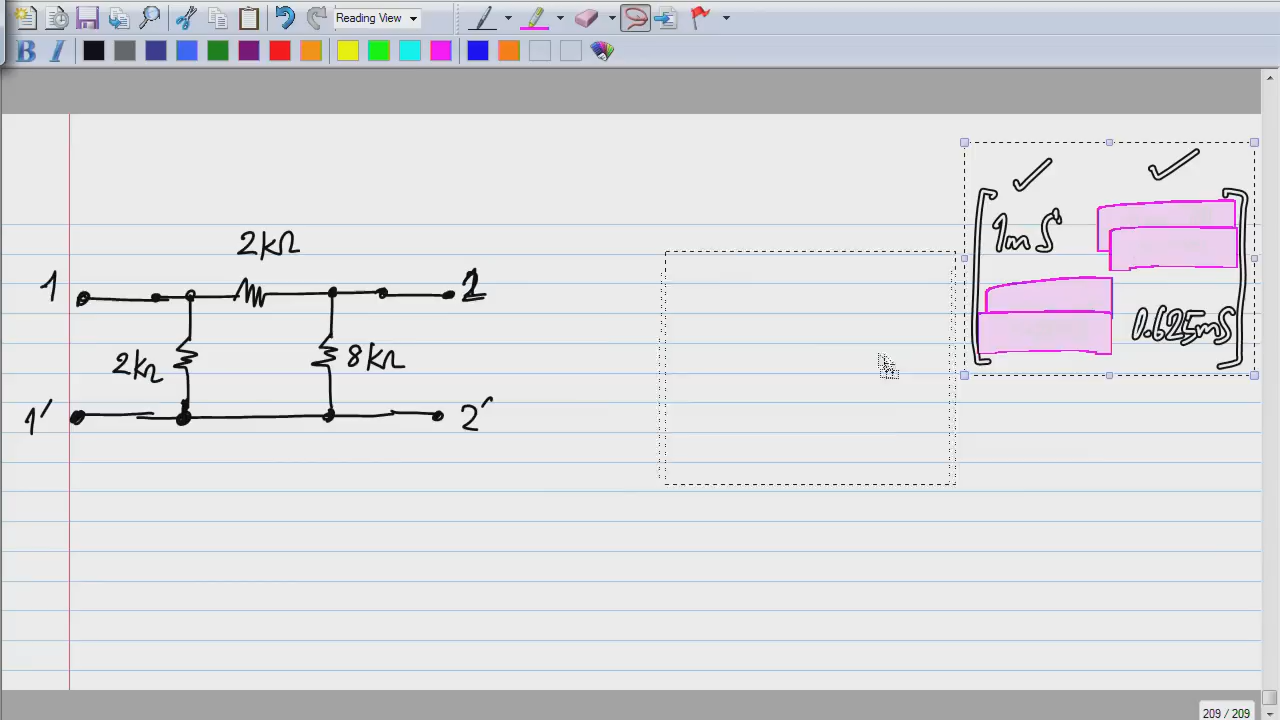 Reading View
B I
2kΩ
1mS
1
2
2kΩ
8kΩ
0.625mS
1'
2'
209 / 209